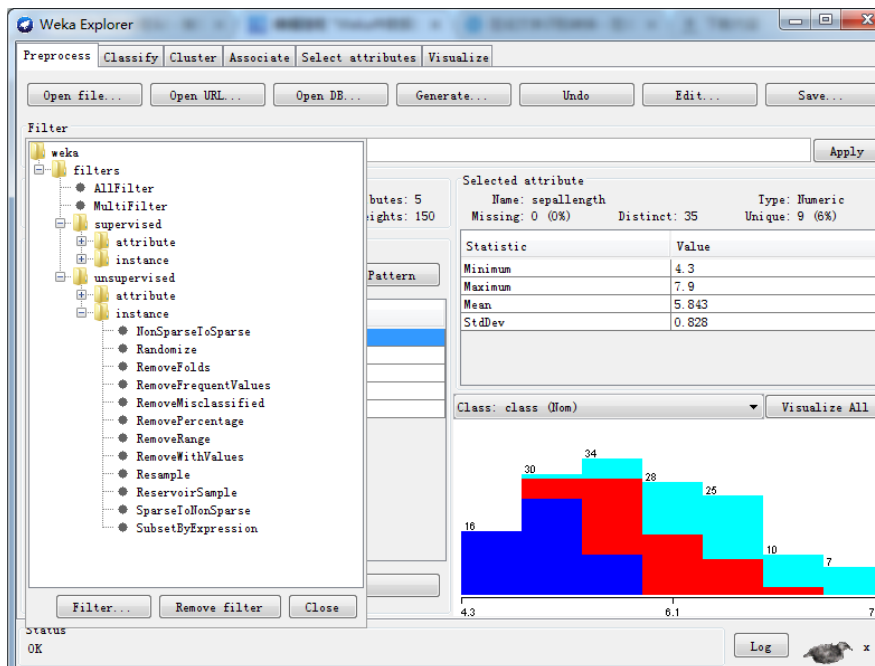 Weka Explorer
Preprocess Classify Cluster Associate Select attributes Visualize
Open file... Open URL... Open DB... Generate... Undo Edit... Save...
Filter
Apply
weka
filters
AllFilter
MultiFilter
supervised
attribute
instance
unsupervised
attribute
instance
NonSparseToSparse
Randomize
RemoveFolds
RemoveFrequentValues
RemoveMisclassified
RemovePercentage
RemoveRange
RemoveWithValues
Resample
ReservoirSample
SparseToNonSparse
SubsetByExpression
Filter... Remove filter Close
butes: 5
ights: 150
Pattern
Selected attribute
Name: sepallength Type: Numeric
Missing: 0 (0%) Distinct: 35 Unique: 9 (6%)
Statistic Value
Minimum 4.3
Maximum 7.9
Mean 5.843
StdDev 0.828
Class: class (Nom) Visualize All
16 30 34 28 25 10 7
4.3 6.1 7
Status
OK
Log x